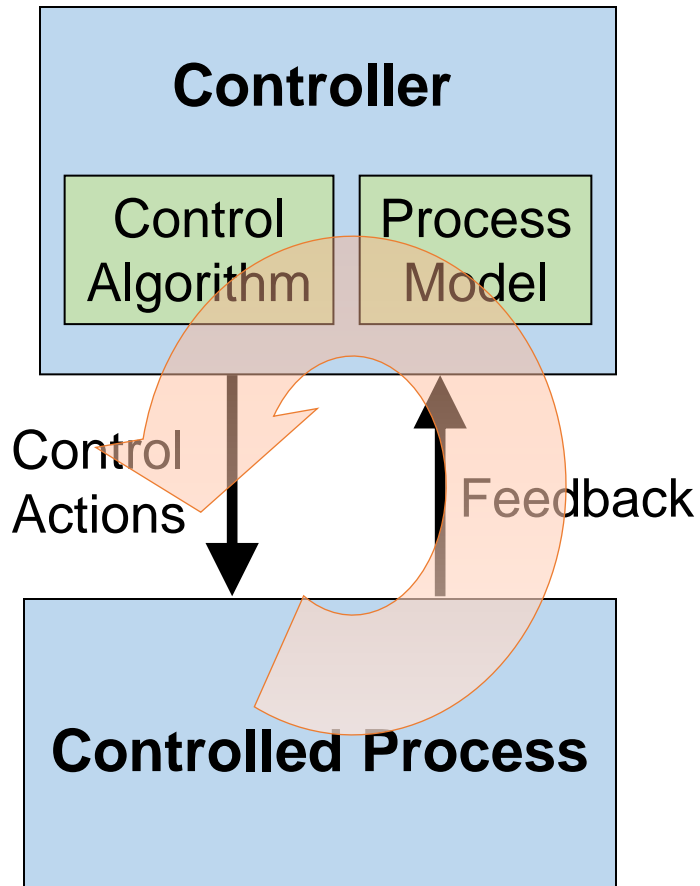 Controller
Control
Algorithm
Process
Model
Control
Actions
Feedback
Controlled Process